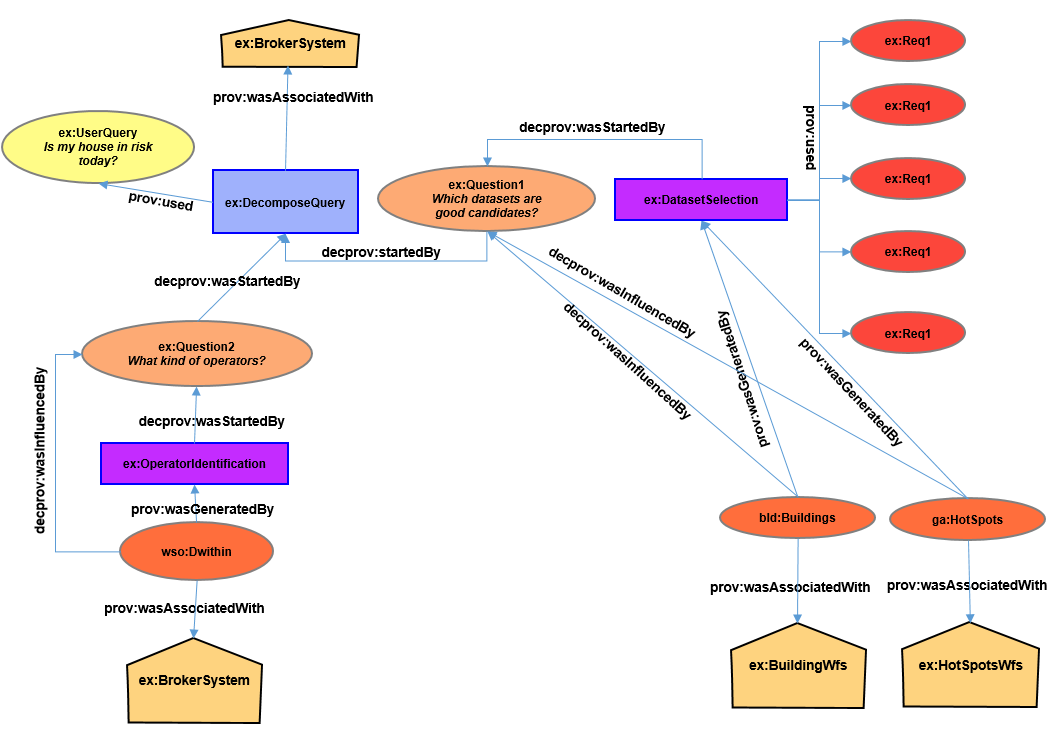 ex:BrokerSystem
prov:wasAssociatedWith
ex:UserQuery
Is my house in risk
today?
prov:used
ex:DecomposeQuery
decprov:wasStartedBy
ex:Question1
Which datasets are
good candidates?
decprov:startedBy
ex:DatasetSelection
prov:used
ex:Req1
ex:Req1
ex:Req1
ex:Req1
ex:Req1
decprov:wasStartedBy
ex:Question2
What kind of operators?
decprov:wasInfluencedBy
decprov:wasStartedBy
ex:OperatorIdentification
prov:wasGeneratedBy
wso:Dwithin
prov:wasAssociatedWith
ex:BrokerSystem
decprov:wasInfluencedBy
decprov:wasInfluencedBy
prov:wasGeneratedBy
prov:wasGeneratedBy
bld:Buildings
ga:HotSpots
prov:wasAssociatedWith
prov:wasAssociatedWith
ex:BuildingWfs
ex:HotSpotsWfs